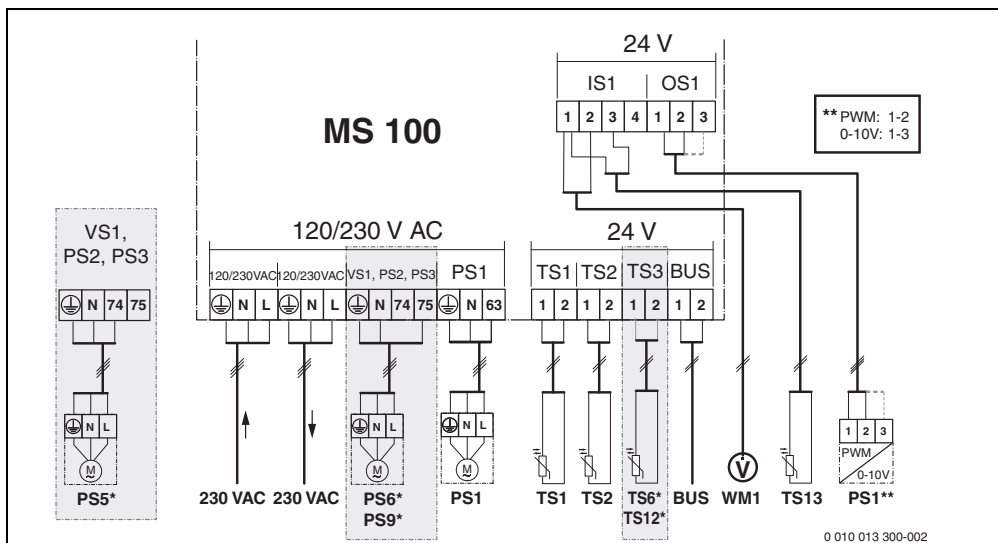 24 V
IS1 OS1
1 2 3 4 1 2 3
MS 100
** PWM: 1-2
0-10V: 1-3
VS1,
PS2, PS3
N 74 75
N L
M
~
PS5*
120/230 V AC
120/230VAC 120/230VAC VS1, PS2, PS3 PS1
N L N L N 74 75 N 63
24 V
TS1 TS2 TS3 BUS
1 2 1 2 1 2 1 2
N L N L
M M
~ ~
V
1 2 3
PWM
0-10V
230 VAC 230 VAC PS6* PS1 TS1 TS2 TS6* BUS WM1 TS13 PS1**
PS9* TS12*
0 010 013 300-002